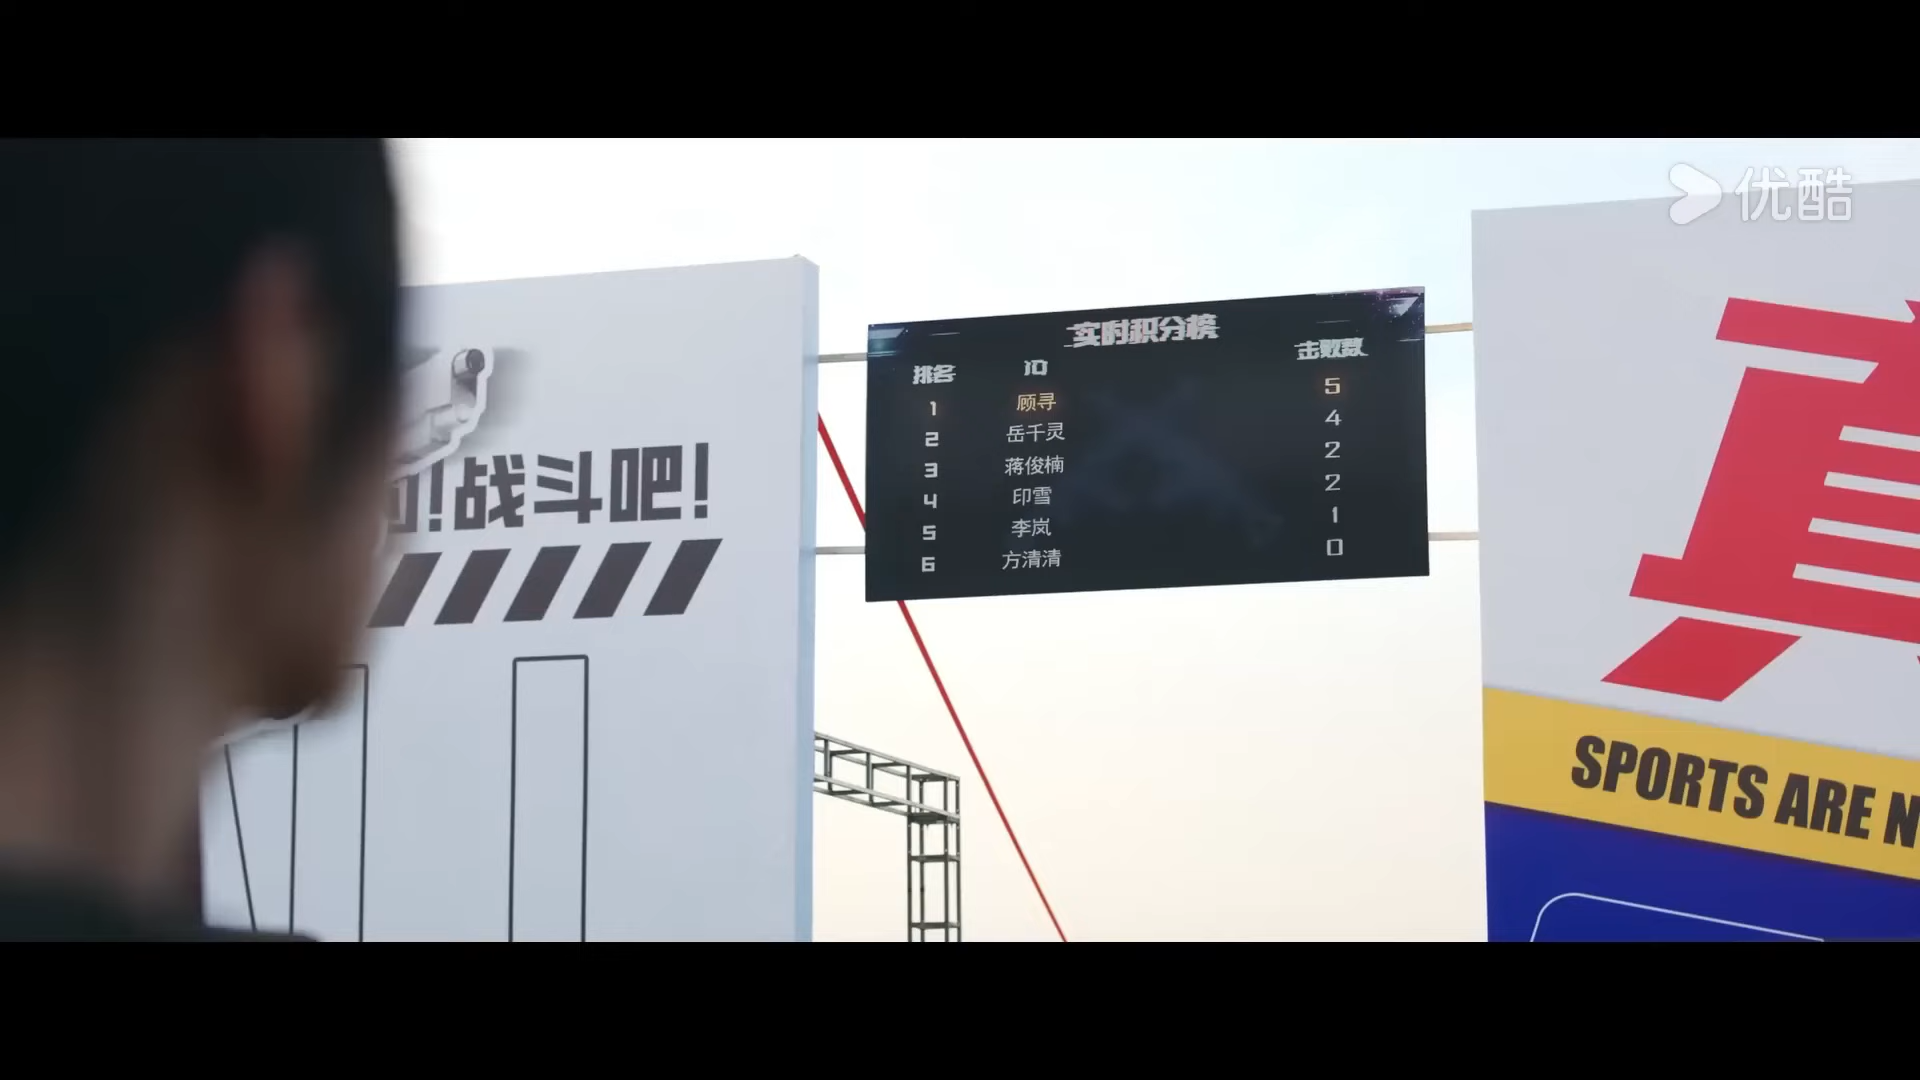 优酷
实时积分榜
排名 ID 击败数
1 顾寻 5
2 岳千灵 4
3 蒋俊楠 2
4 印雪 2
5 李岚 1
6 方清清 0
!战斗吧!
真
SPORTS ARE N